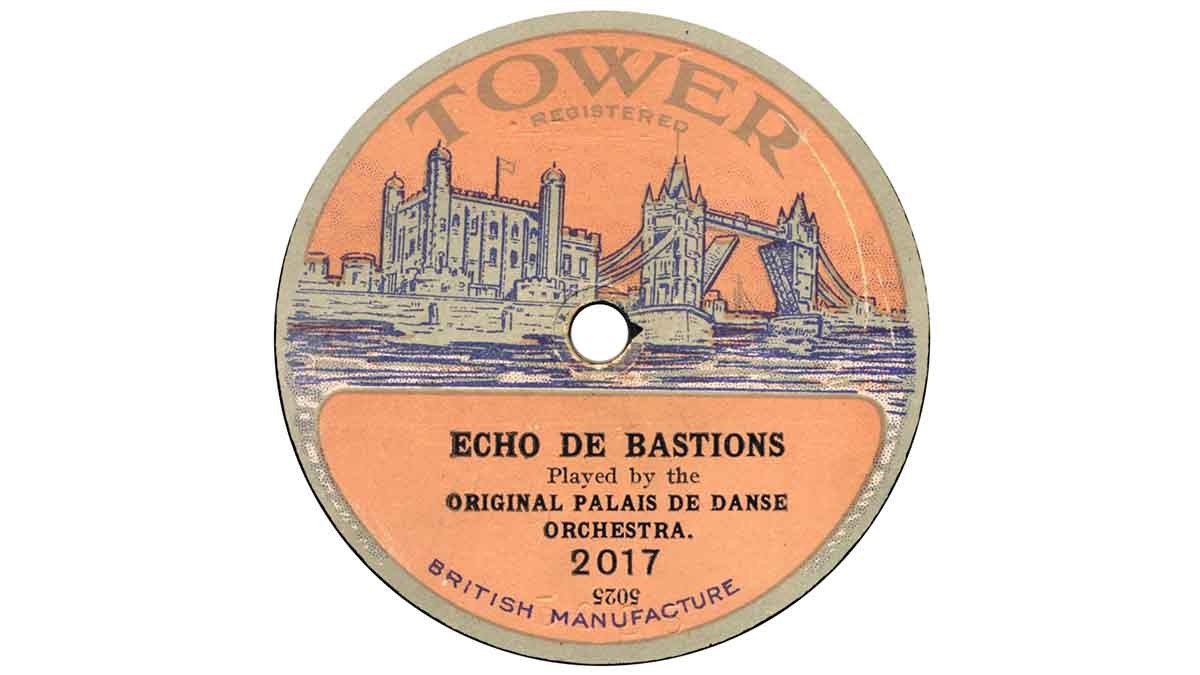 TOWER
REGISTERED
ECHO DE BASTIONS
Played by the
ORIGINAL PALAIS DE DANSE
ORCHESTRA.
2017
5025
BRITISH MANUFACTURE